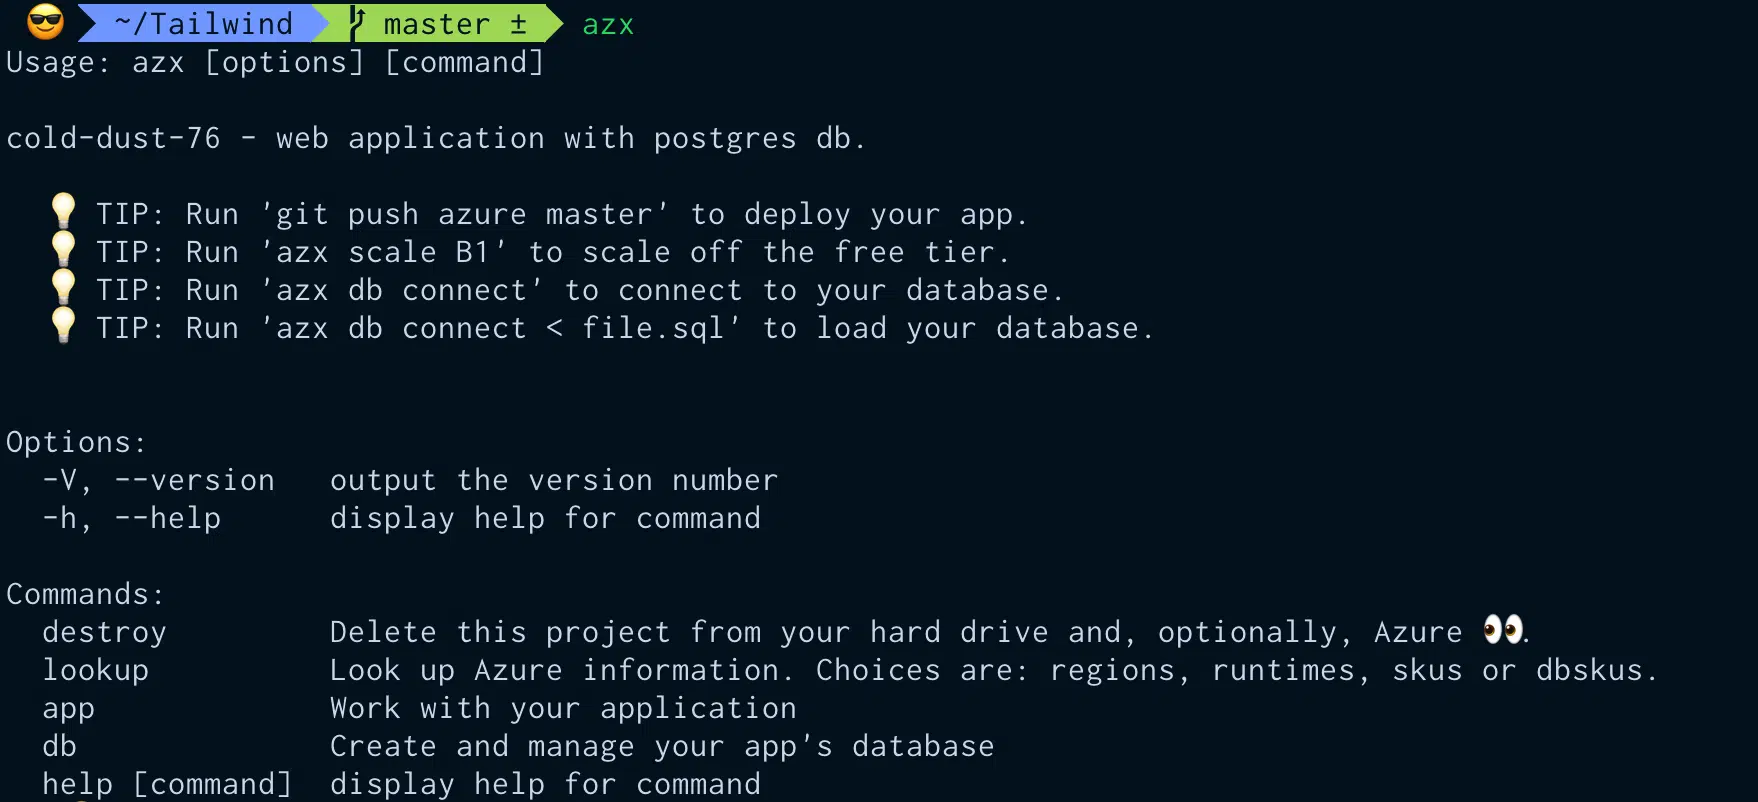 ~/Tailwind master ± azx
Usage: azx [options] [command]
cold-dust-76 - web application with postgres db.
TIP: Run 'git push azure master' to deploy your app.
TIP: Run 'azx scale B1' to scale off the free tier.
TIP: Run 'azx db connect' to connect to your database.
TIP: Run 'azx db connect < file.sql' to load your database.
Options:
-V, --version output the version number
-h, --help display help for command
Commands:
destroy Delete this project from your hard drive and, optionally, Azure 👀.
lookup Look up Azure information. Choices are: regions, runtimes, skus or dbskus.
app Work with your application
db Create and manage your app's database
help [command] display help for command